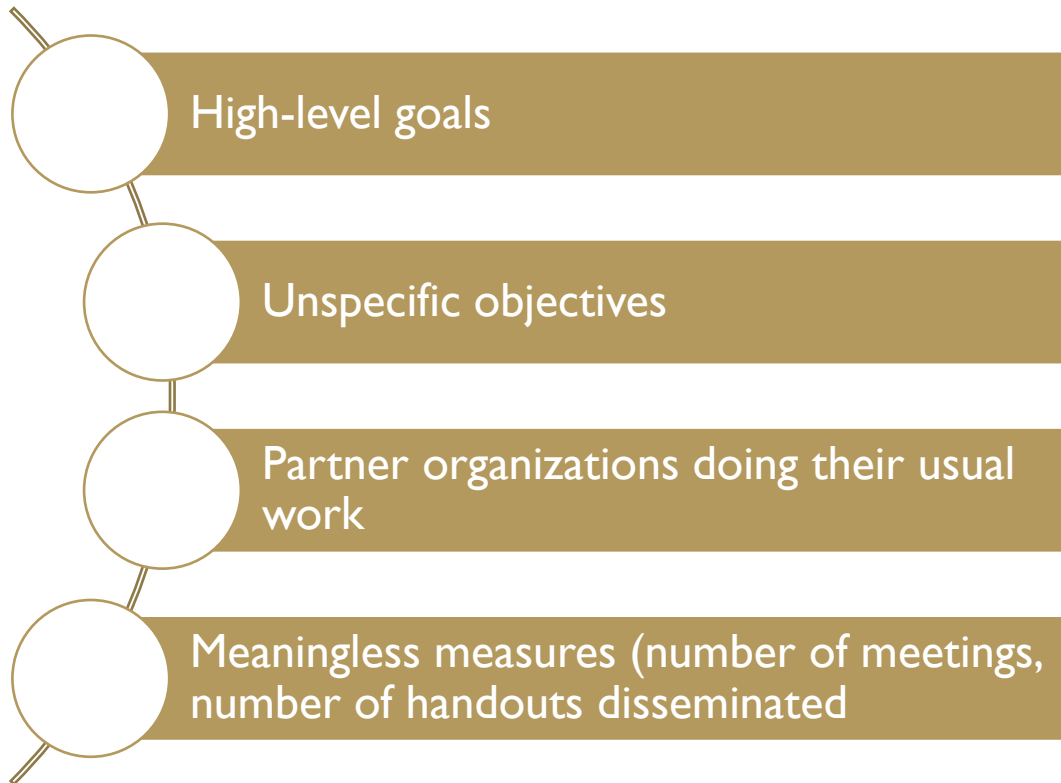 High-level goals
Unspecific objectives
Partner organizations doing their usual
work
Meaningless measures (number of meetings,
number of handouts disseminated